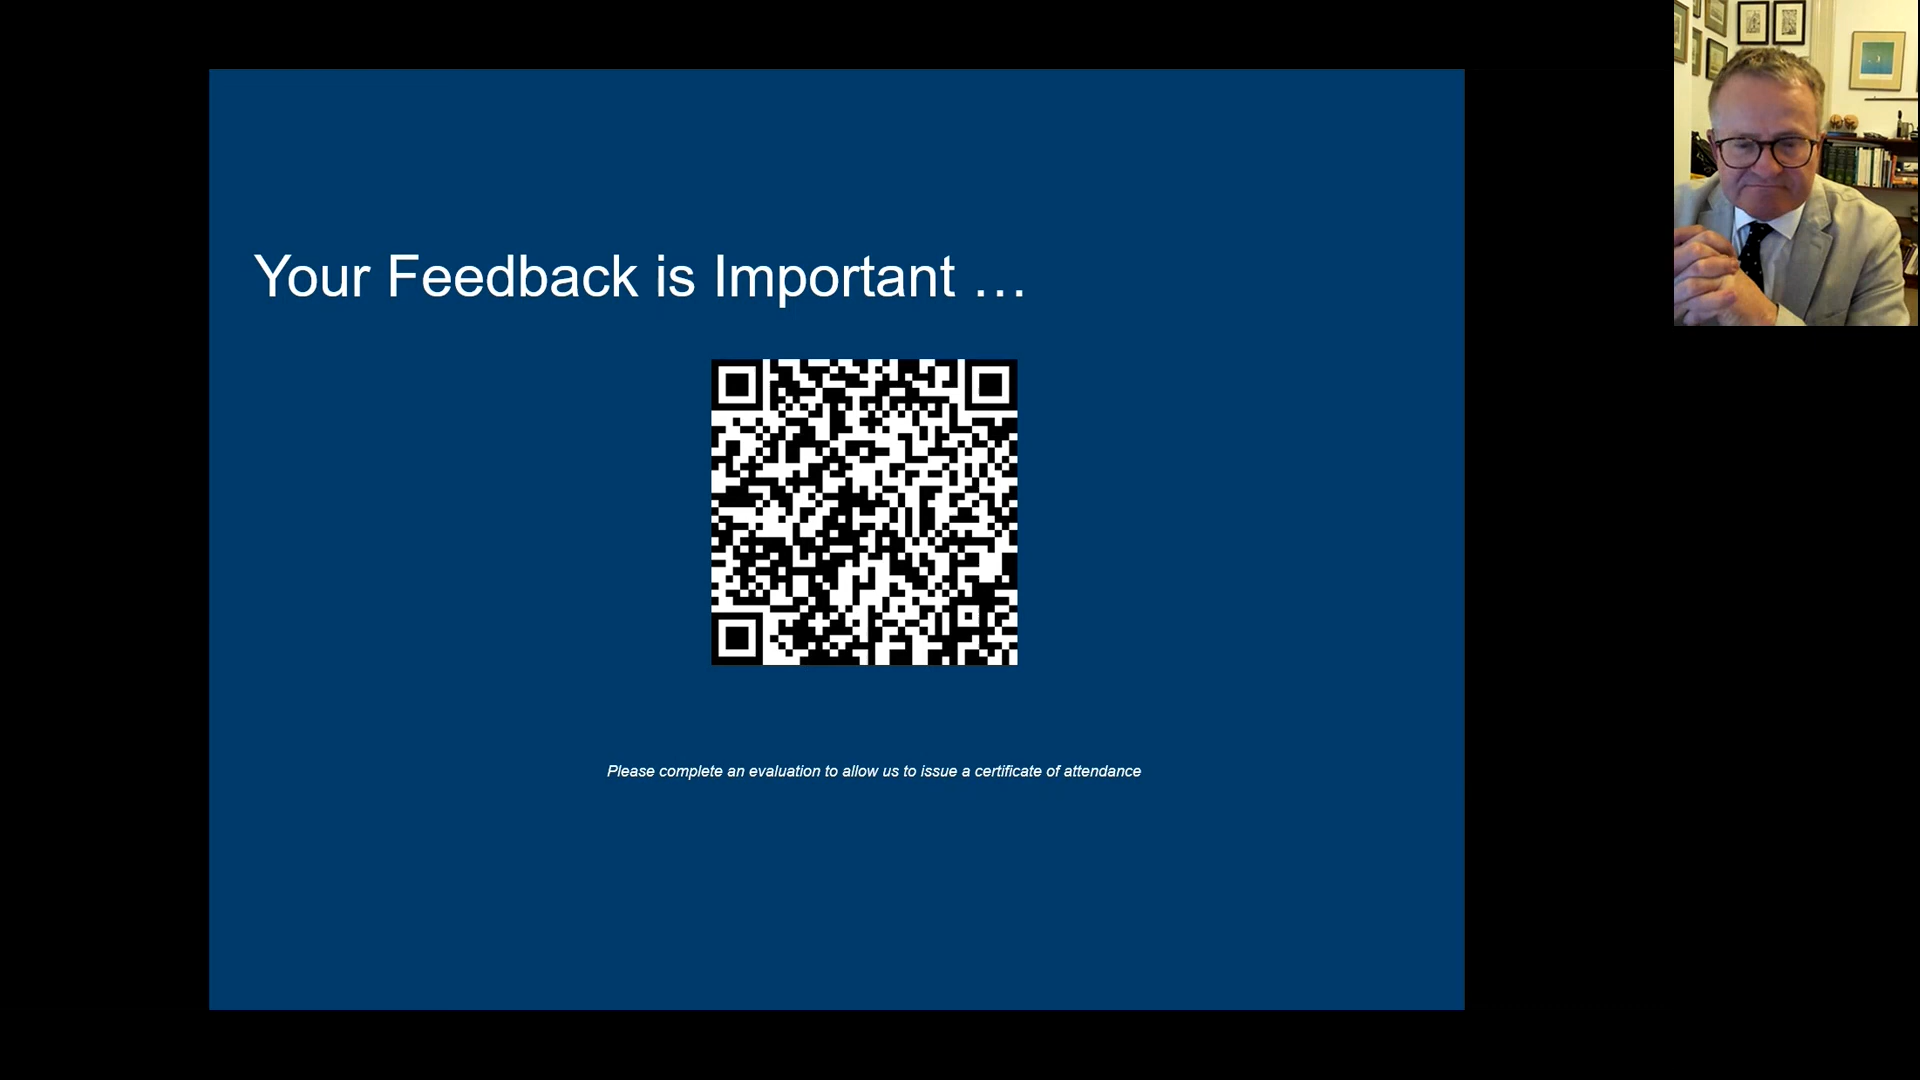 Your Feedback is Important …
Please complete an evaluation to allow us to issue a certificate of attendance